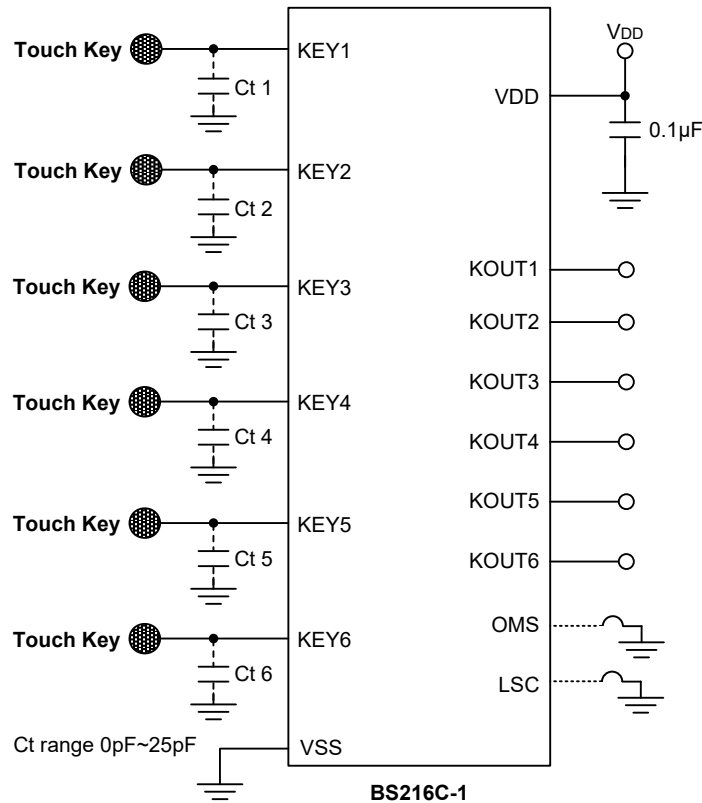 Touch Key
KEY1
Ct 1
Touch Key
KEY2
Ct 2
Touch Key
KEY3
Ct 3
Touch Key
KEY4
Ct 4
Touch Key
KEY5
Ct 5
Touch Key
KEY6
Ct 6
Ct range 0pF~25pF
VSS
VDD
VDD
0.1µF
KOUT1
KOUT2
KOUT3
KOUT4
KOUT5
KOUT6
OMS
LSC
BS216C-1